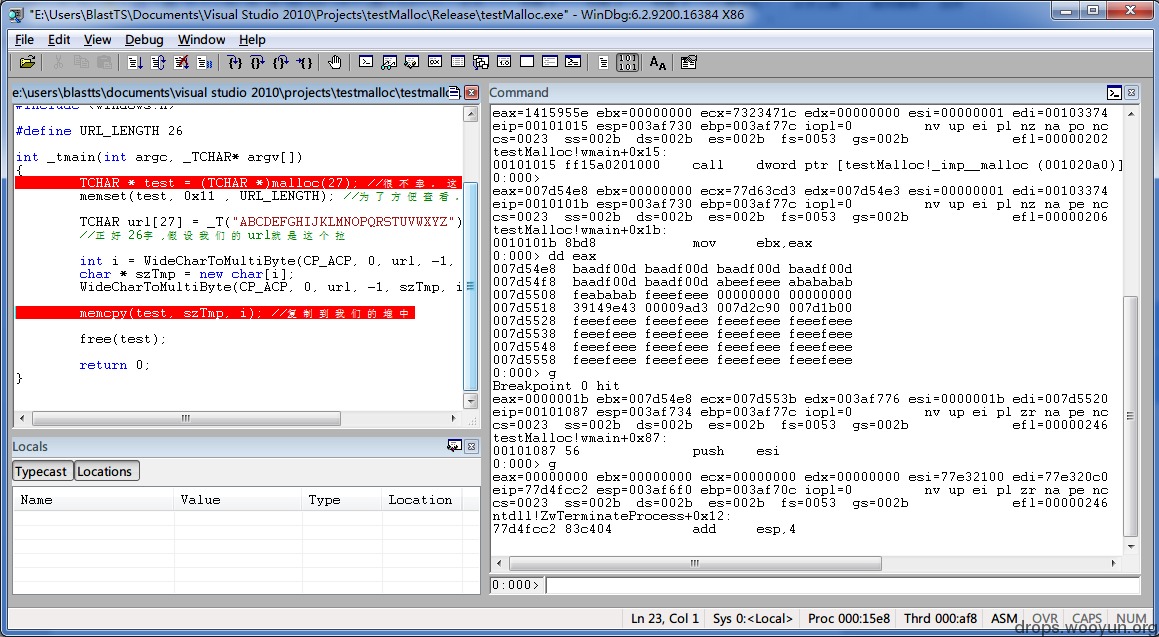 "E:\Users\BlastTS\Documents\Visual Studio 2010\Projects\testMalloc\Release\testMalloc.exe" - WinDbg:6.2.9200.16384 X86
File Edit View Debug Window Help
e:\users\blastts\documents\visual studio 2010\projects\testmalloc\testmallc
#include <windows.h>
#define URL_LENGTH 26
int _tmain(int argc, _TCHAR* argv[])
{
TCHAR * test = (TCHAR *)malloc(27); //很不幸. 这
memset(test, 0x11 , URL_LENGTH); //为了方便查看.
TCHAR url[27] = _T("ABCDEFGHIJKLMNOPQRSTUVWXYZ")
//正好26字,假设我们的url就是这个拉
int i = WideCharToMultiByte(CP_ACP, 0, url, -1,
char * szTmp = new char[i];
WideCharToMultiByte(CP_ACP, 0, url, -1, szTmp, i
memcpy(test, szTmp, i); //复制到我们的堆中
free(test);
return 0;
}
Locals
Typecast Locations
Name Value Type Location
Command
eax=1415955e ebx=00000000 ecx=7323471c edx=00000000 esi=00000001 edi=00103374
eip=00101015 esp=003af730 ebp=003af77c iopl=0 nv up ei pl nz na po nc
cs=0023 ss=002b ds=002b es=002b fs=0053 gs=002b efl=00000202
testMalloc!wmain+0x15:
00101015 ff15a0201000 call dword ptr [testMalloc!_imp__malloc (001020a0)]
0:000>
eax=007d54e8 ebx=00000000 ecx=77d63cd3 edx=007d54e3 esi=00000001 edi=00103374
eip=0010101b esp=003af730 ebp=003af77c iopl=0 nv up ei pl nz na pe nc
cs=0023 ss=002b ds=002b es=002b fs=0053 gs=002b efl=00000206
testMalloc!wmain+0x1b:
0010101b 8bd8 mov ebx,eax
0:000> dd eax
007d54e8 baadf00d baadf00d baadf00d baadf00d
007d54f8 baadf00d baadf00d abeefeee abababab
007d5508 feababab feeefeee 00000000 00000000
007d5518 39149e43 00009ad3 007d2c90 007d1b00
007d5528 feeefeee feeefeee feeefeee feeefeee
007d5538 feeefeee feeefeee feeefeee feeefeee
007d5548 feeefeee feeefeee feeefeee feeefeee
007d5558 feeefeee feeefeee feeefeee feeefeee
0:000> g
Breakpoint 0 hit
eax=0000001b ebx=007d54e8 ecx=007d553b edx=003af776 esi=0000001b edi=007d5520
eip=00101087 esp=003af734 ebp=003af77c iopl=0 nv up ei pl zr na pe nc
cs=0023 ss=002b ds=002b es=002b fs=0053 gs=002b efl=00000246
testMalloc!wmain+0x87:
00101087 56 push esi
0:000> g
eax=00000000 ebx=00000000 ecx=00000000 edx=00000000 esi=77e32100 edi=77e320c0
eip=77d4fcc2 esp=003af6f0 ebp=003af70c iopl=0 nv up ei pl zr na pe nc
cs=0023 ss=002b ds=002b es=002b fs=0053 gs=002b efl=00000246
ntdll!ZwTerminateProcess+0x12:
77d4fcc2 83c404 add esp,4
0:000>
Ln 23, Col 1 Sys 0:<Local> Proc 000:15e8 Thrd 000:af8 ASM OVR CAPS NUM
drops.wooyun.org